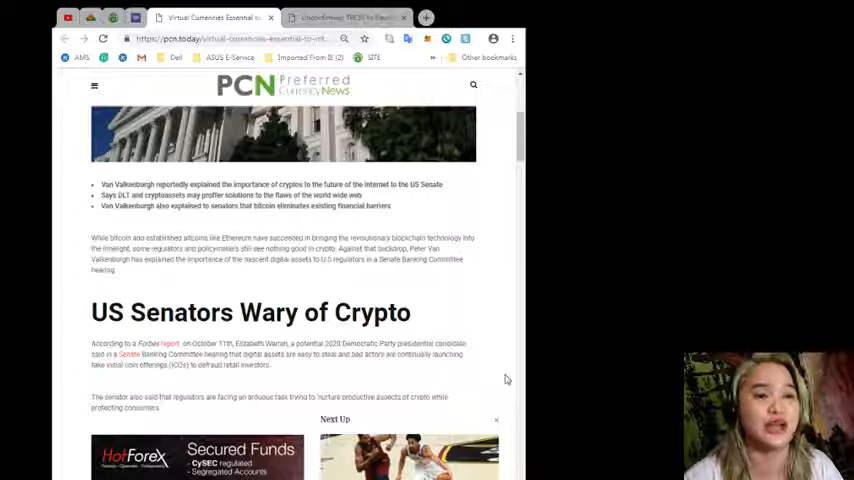 Virtual Currencies Essential to
Unconfirmed: TRON to
https://pcn.today/virtual-currencies-essential-to-int...
AMS
Dell
ASUS E-Service
Imported From IE (2)
SITE
Other bookmarks
PCN Preferred
CurrencyNews
Van Valkenburgh reportedly explained the importance of cryptos to the future of the internet to the US Senate
Says DLT and cryptoassets may proffer solutions to the flaws of the world wide web
Van Valkenburgh also explained to senators that bitcoin eliminates existing financial barriers
While bitcoin and established altcoins like Ethereum have succeeded in bringing the revolutionary blockchain technology into
the limelight, some regulators and policymakers still see nothing good in crypto. Against that backdrop, Peter Van
Valkenburgh has explained the importance of the nascent digital assets to U.S regulators in a Senate Banking Committee
hearing.
US Senators Wary of Crypto
According to a Forbes report on October 11th, Elizabeth Warren, a potential 2020 Democratic Party presidential candidate,
said in a Senate Banking Committee hearing that digital assets are easy to steal and bad actors are continually launching
fake initial coin offerings (ICOs) to defraud retail investors.
The senator also said that regulators are facing an arduous task trying to nurture productive aspects of crypto while
protecting consumers.
Next Up
HotForex
Secured Funds
- CySEC regulated
- Segregated Accounts